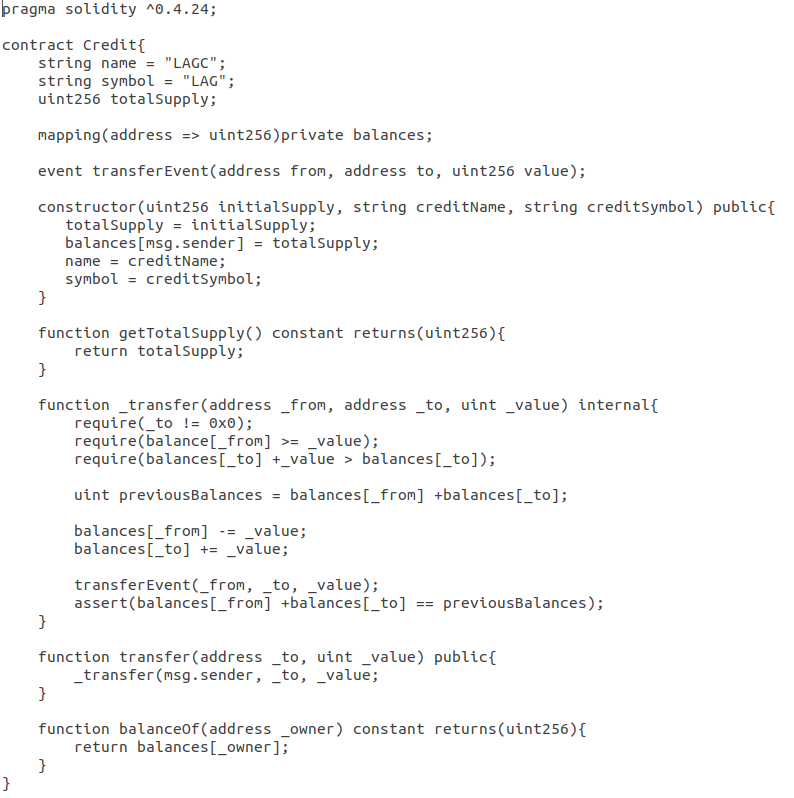 pragma solidity ^0.4.24;

contract Credit{
    string name = "LAGC";
    string symbol = "LAG";
    uint256 totalSupply;

    mapping(address => uint256)private balances;

    event transferEvent(address from, address to, uint256 value);

    constructor(uint256 initialSupply, string creditName, string creditSymbol) public{
       totalSupply = initialSupply;
       balances[msg.sender] = totalSupply;
       name = creditName;
       symbol = creditSymbol;
    }

    function getTotalSupply() constant returns(uint256){
        return totalSupply;
    }

    function _transfer(address _from, address _to, uint _value) internal{
        require(_to != 0x0);
        require(balance[_from] >= _value);
        require(balances[_to] +_value > balances[_to]);

        uint previousBalances = balances[_from] +balances[_to];

        balances[_from] -= _value;
        balances[_to] += _value;

        transferEvent(_from, _to, _value);
        assert(balances[_from] +balances[_to] == previousBalances);
    }

    function transfer(address _to, uint _value) public{
        _transfer(msg.sender, _to, _value;
    }

    function balanceOf(address _owner) constant returns(uint256){
        return balances[_owner];
    }
}